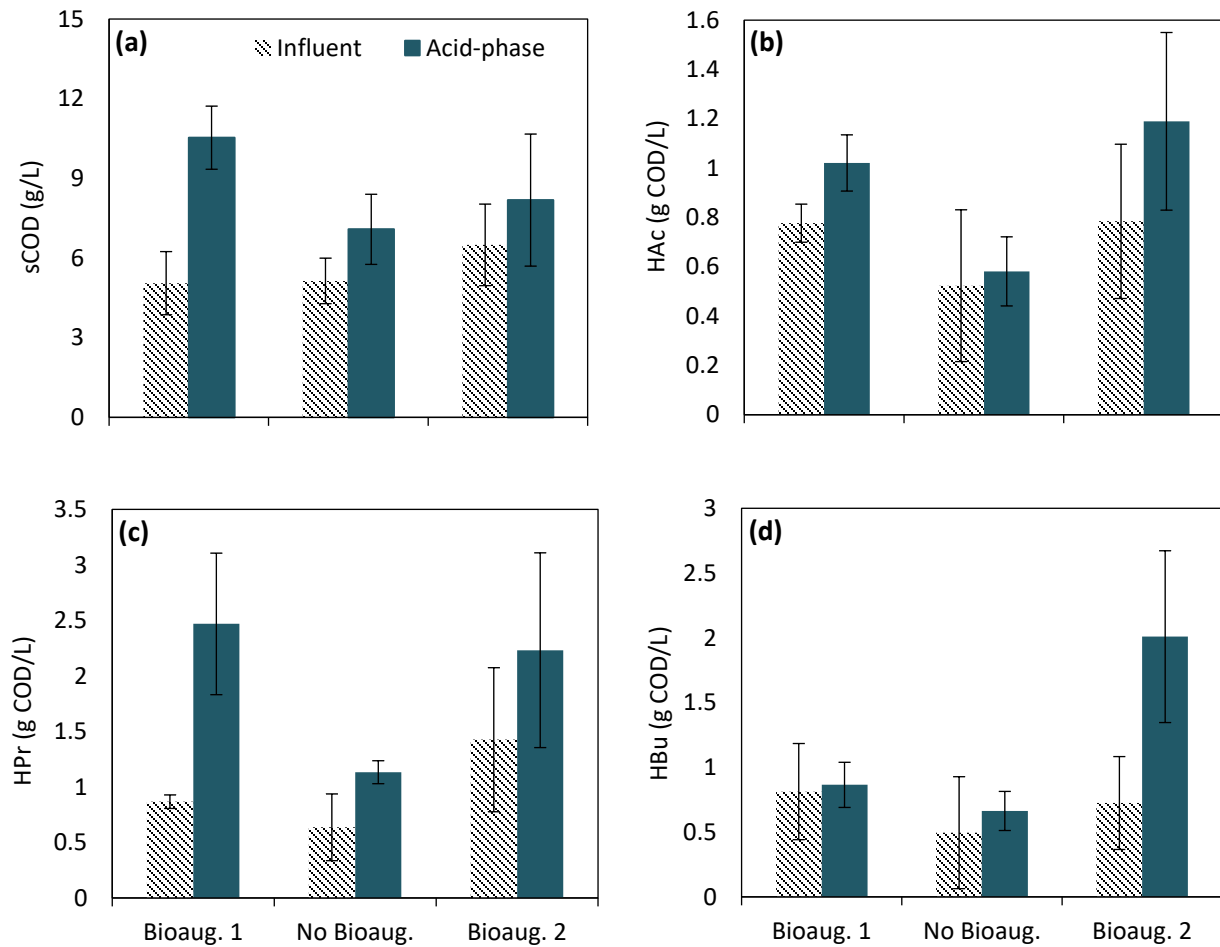 (a)
Influent Acid-phase
sCOD (g/L)
15
12
9
6
3
0
(b)
HAc (g COD/L)
1.6
1.4
1.2
1
0.8
0.6
0.4
0.2
0
(c)
HPr (g COD/L)
3.5
3
2.5
2
1.5
1
0.5
0
Bioaug. 1 No Bioaug. Bioaug. 2
(d)
HBu (g COD/L)
3
2.5
2
1.5
1
0.5
0
Bioaug. 1 No Bioaug. Bioaug. 2